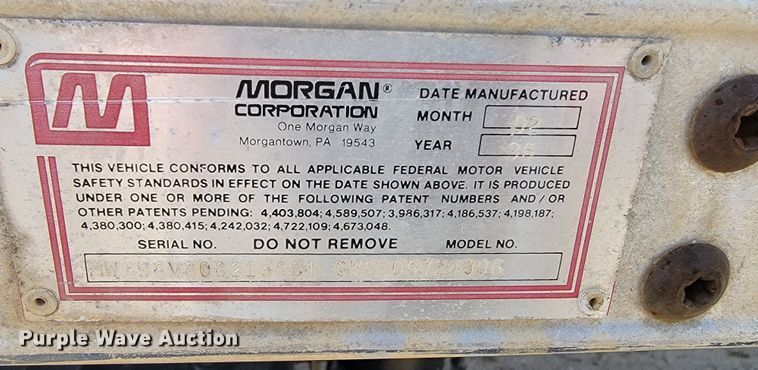 M
MORGAN®
CORPORATION
One Morgan Way
Morgantown, PA 19543
DATE MANUFACTURED
MONTH 02
YEAR 96
THIS VEHICLE CONFORMS TO ALL APPLICABLE FEDERAL MOTOR VEHICLE
SAFETY STANDARDS IN EFFECT ON THE DATE SHOWN ABOVE. IT IS PRODUCED
UNDER ONE OR MORE OF THE FOLLOWING PATENT NUMBERS AND/OR
OTHER PATENTS PENDING: 4,403,804; 4,589,507; 3,986,317; 4,186,537; 4,198,187;
4,380,300; 4,380,415; 4,242,032; 4,722,109; 4,673,048.
SERIAL NO. DO NOT REMOVE MODEL NO.
Purple Wave Auction